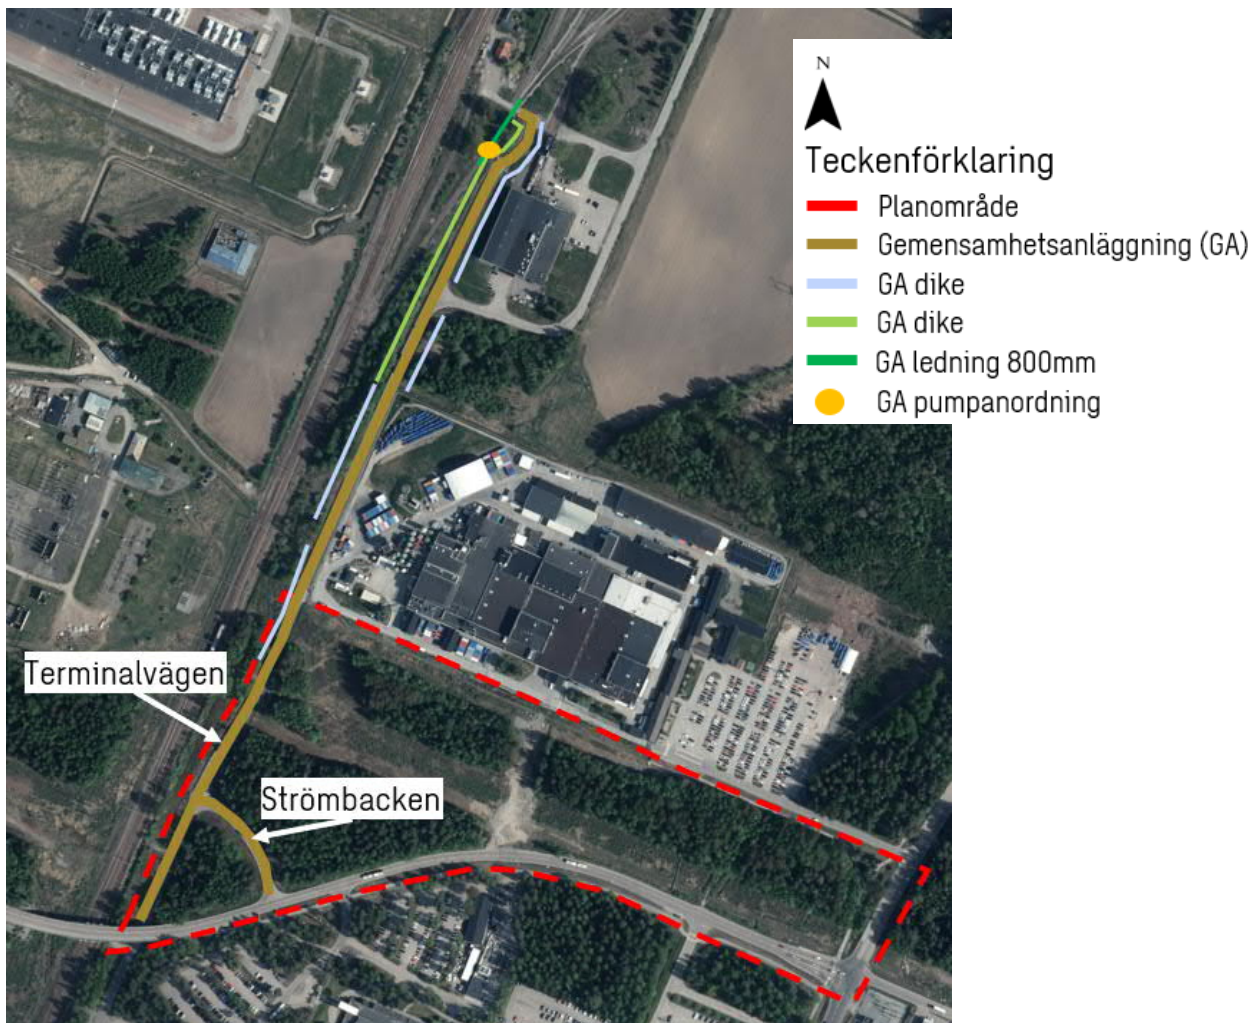 N
Teckenförklaring
Planområde
Gemensamhetsanläggning (GA)
GA dike
GA dike
GA ledning 800mm
GA pumpanordning
Terminalvägen
Strömbacken